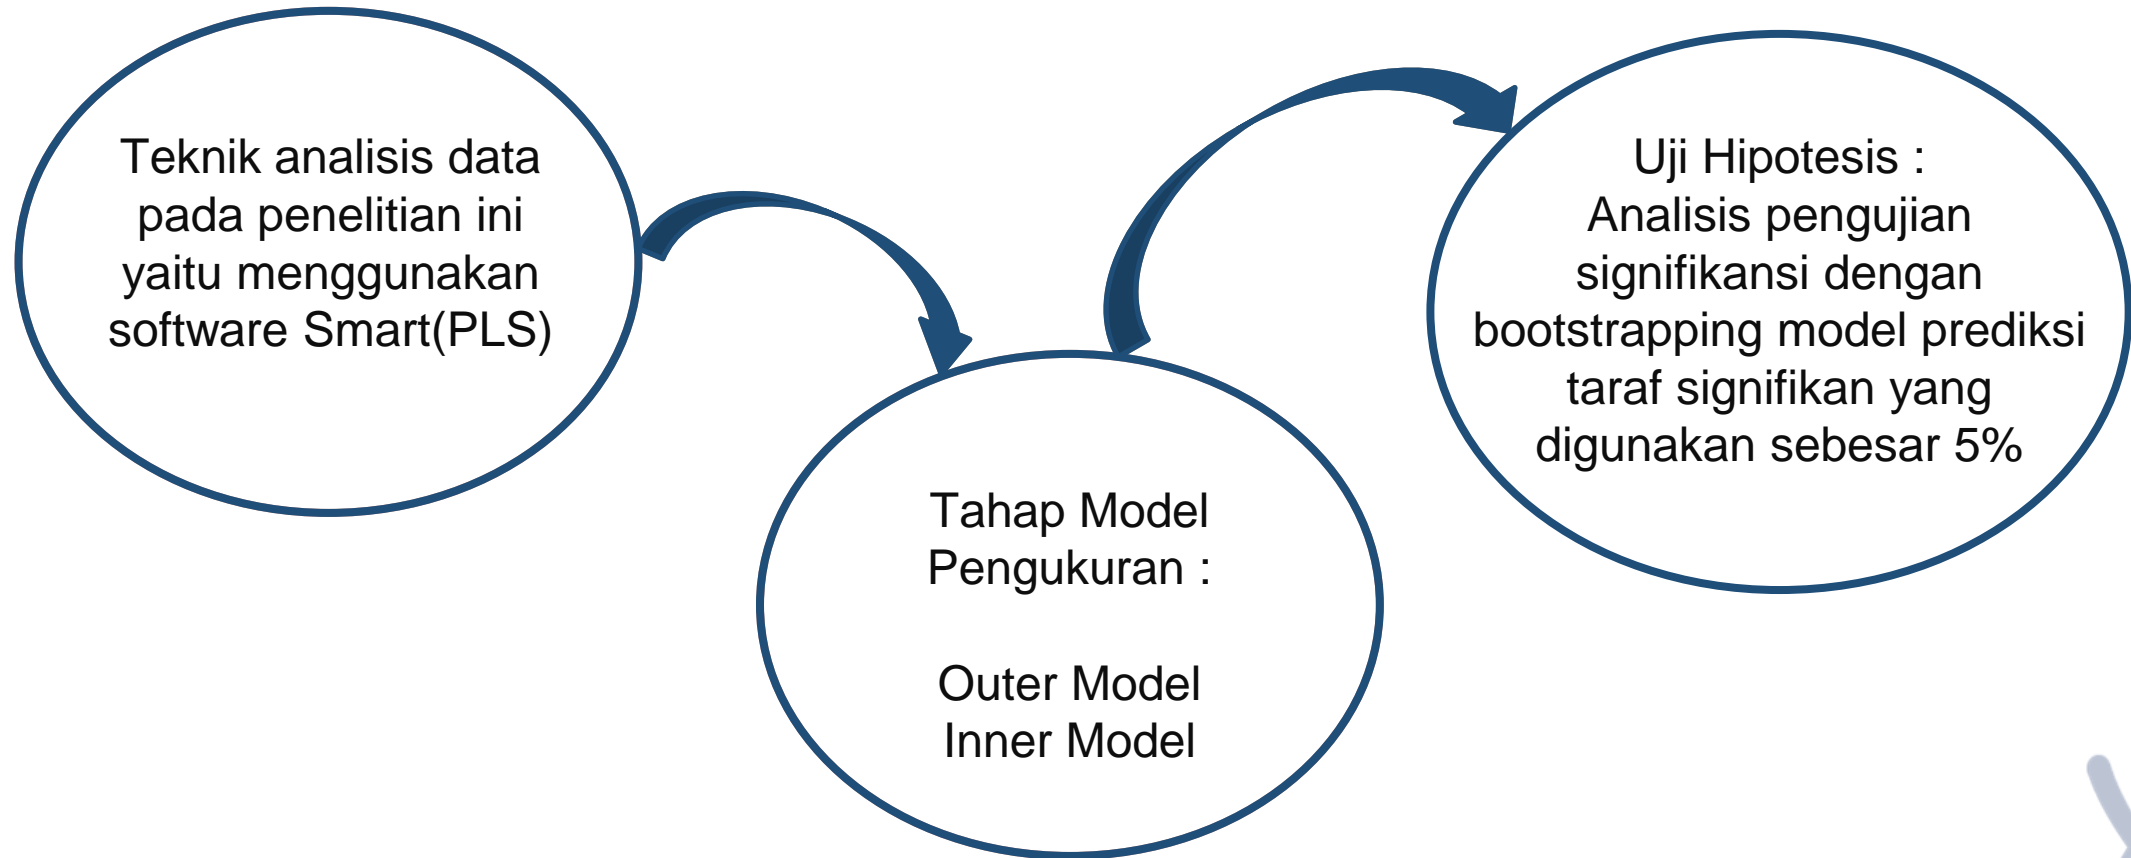 Teknik analisis data
pada penelitian ini
yaitu menggunakan
software Smart(PLS)
Tahap Model
Pengukuran :
Outer Model
Inner Model
Uji Hipotesis :
Analisis pengujian
signifikansi dengan
bootstrapping model prediksi
taraf signifikan yang
digunakan sebesar 5%